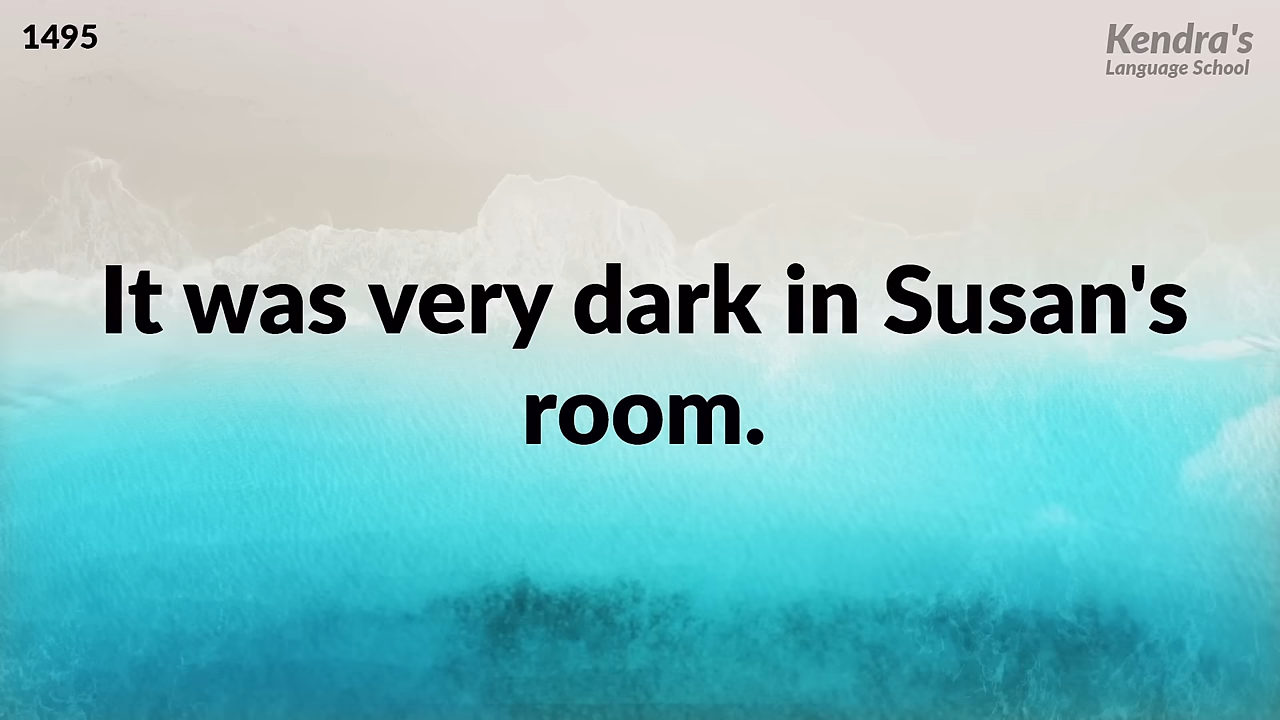 1495
Kendra's
Language School
It was very dark in Susan's
room.